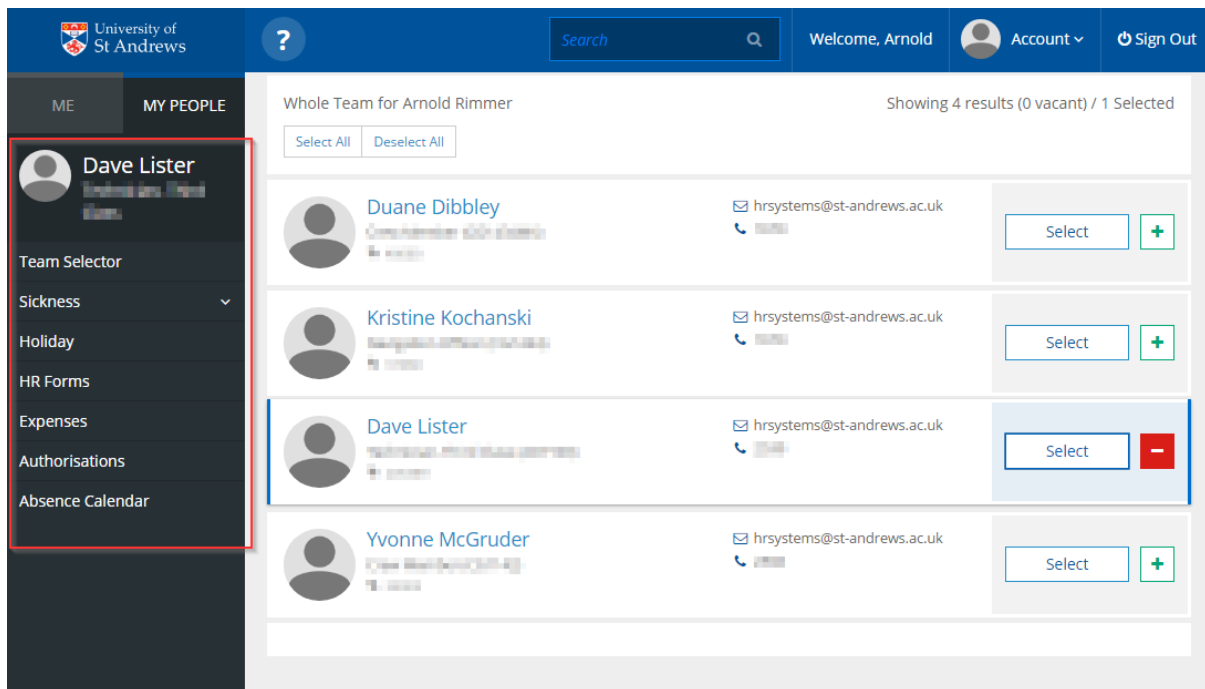 University of
St Andrews
?
Search
Welcome, Arnold
Account
Sign Out
ME
MY PEOPLE
Dave Lister
Team Selector
Sickness
Holiday
HR Forms
Expenses
Authorisations
Absence Calendar
Whole Team for Arnold Rimmer
Showing 4 results (0 vacant) / 1 Selected
Select All
Deselect All
Duane Dibbley
hrsystems@st-andrews.ac.uk
Select
+
Kristine Kochanski
hrsystems@st-andrews.ac.uk
Select
+
Dave Lister
hrsystems@st-andrews.ac.uk
Select
-
Yvonne McGruder
hrsystems@st-andrews.ac.uk
Select
+